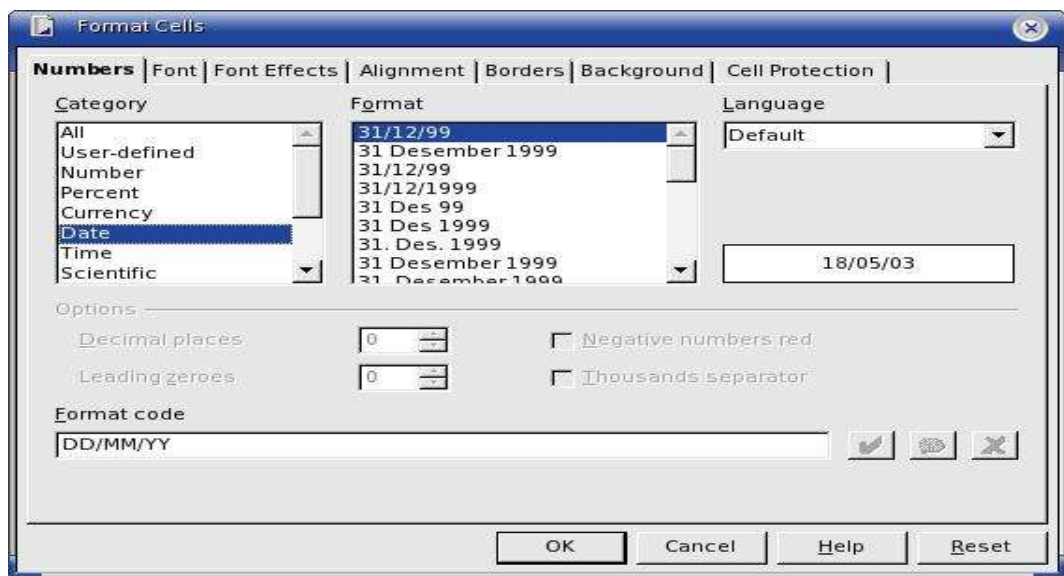 Format Cells
Numbers Font Font Effects Alignment Borders Background Cell Protection
Category
All
User-defined
Number
Percent
Currency
Date
Time
Scientific
Format
31/12/99
31 Desember 1999
31/12/99
31/12/1999
31 Des 99
31 Des 1999
31. Des. 1999
31 Desember 1999
31. Desember 1999
Language
Default
18/05/03
Options
Decimal places 0
Negative numbers red
Leading zeroes 0
Thousands separator
Format code
DD/MM/YY
OK Cancel Help Reset